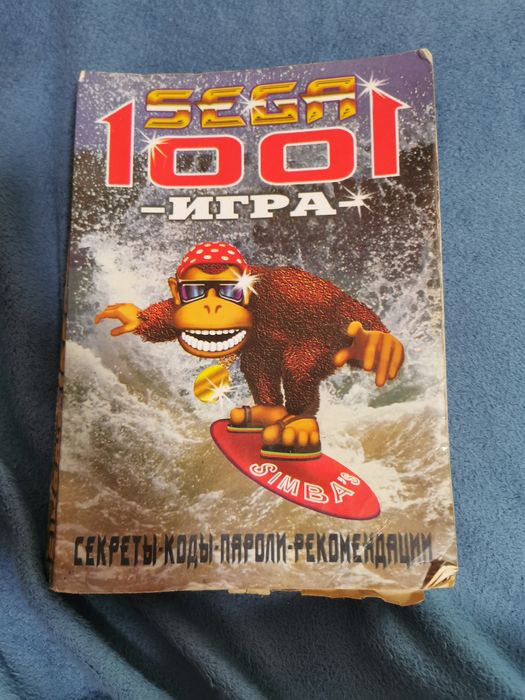 SEGA
1001
-ИГРА-
SIMBA'S
СЕКРЕТЫ-КОДЫ-ПАРОЛИ-РЕКОМЕНДАЦИИ